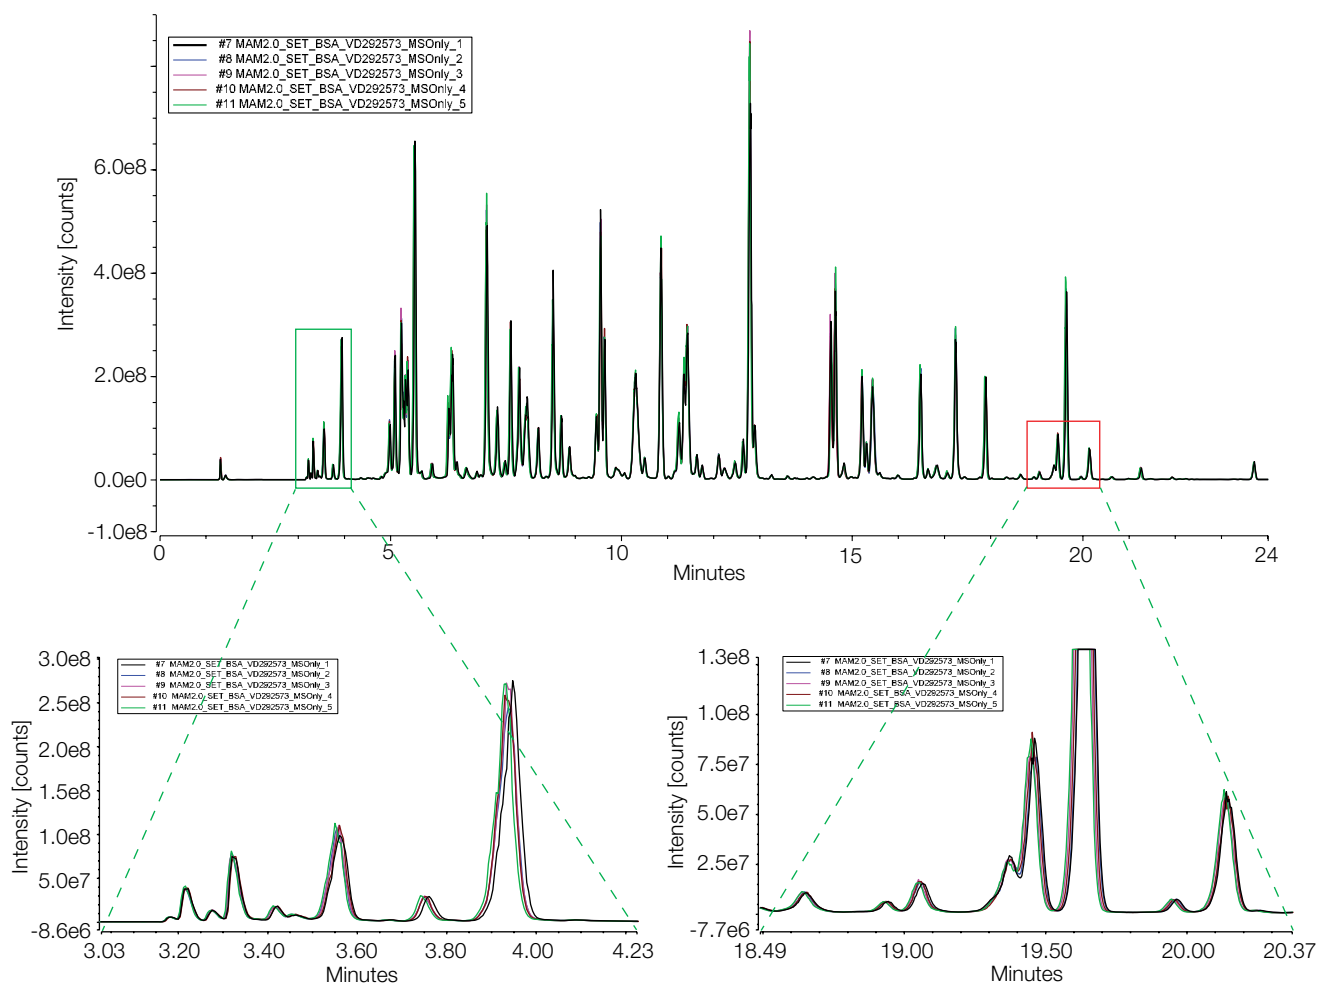 #7 MAM2.0_SET_BSA_VD292573_MSOnly_1
#8 MAM2.0_SET_BSA_VD292573_MSOnly_2
#9 MAM2.0_SET_BSA_VD292573_MSOnly_3
#10 MAM2.0_SET_BSA_VD292573_MSOnly_4
#11 MAM2.0_SET_BSA_VD292573_MSOnly_5
Intensity [counts]
6.0e8
4.0e8
2.0e8
0.0e0
-1.0e8
0 5 10 15 20 24
Minutes
#7 MAM2.0_SET_BSA_VD292573_MSOnly_1
#8 MAM2.0_SET_BSA_VD292573_MSOnly_2
#9 MAM2.0_SET_BSA_VD292573_MSOnly_3
#10 MAM2.0_SET_BSA_VD292573_MSOnly_4
#11 MAM2.0_SET_BSA_VD292573_MSOnly_5
Intensity [counts]
3.0e8
2.5e8
2.0e8
1.5e8
1.0e8
5.0e7
-8.6e6
3.03 3.20 3.40 3.60 3.80 4.00 4.23
Minutes
#7 MAM2.0_SET_BSA_VD292573_MSOnly_1
#8 MAM2.0_SET_BSA_VD292573_MSOnly_2
#9 MAM2.0_SET_BSA_VD292573_MSOnly_3
#10 MAM2.0_SET_BSA_VD292573_MSOnly_4
#11 MAM2.0_SET_BSA_VD292573_MSOnly_5
Intensity [counts]
1.3e8
1.0e8
7.5e7
5.0e7
2.5e7
-7.7e6
18.49 19.00 19.50 20.00 20.37
Minutes